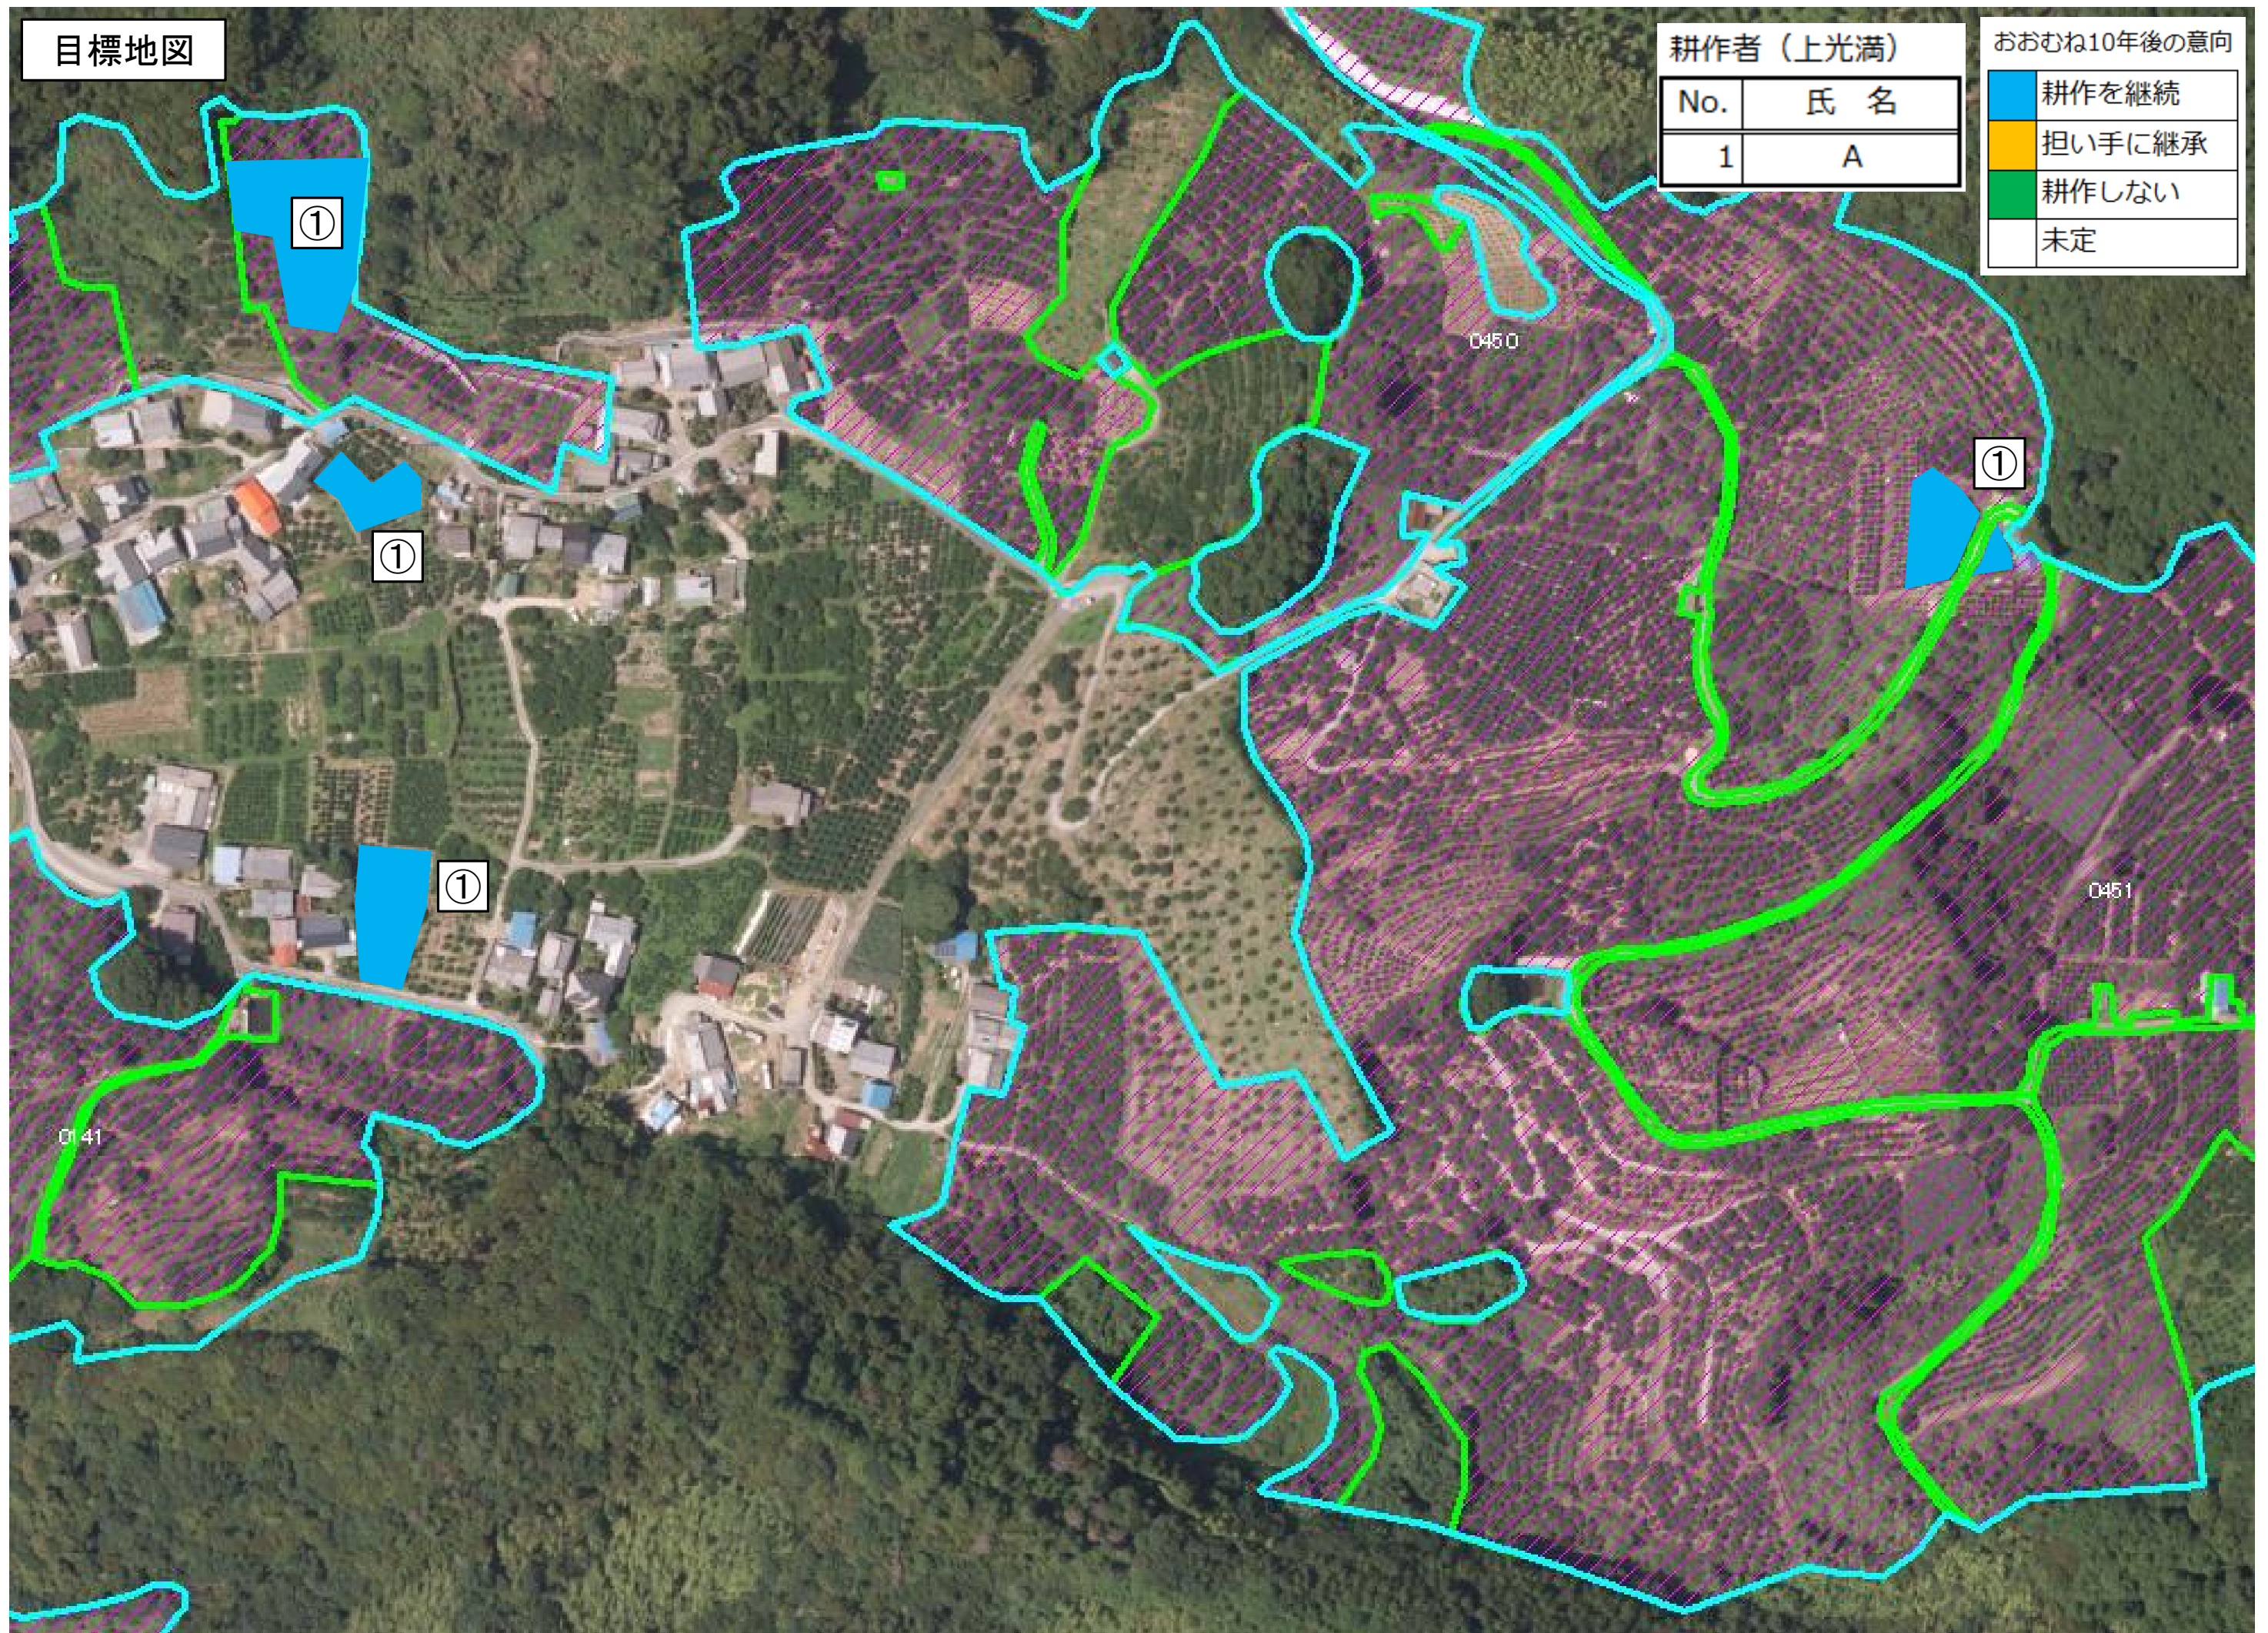 目標地図
耕作者（上光満）
No. 氏 名
1 A
おおむね10年後の意向
耕作を継続
担い手に継承
耕作しない
未定
①
0450
①
①
①
0451
0141